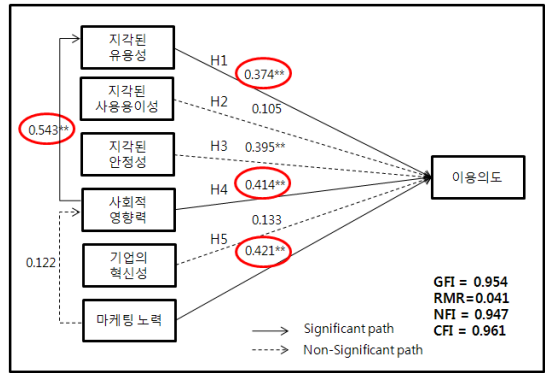 지각된
유용성
H1
0.374**
지각된
사용용이성
H2
0.105
0.543**
지각된
안정성
H3
0.395**
사회적
영향력
H4
0.414**
이용의도
0.133
기업의
혁신성
H5
0.421**
0.122
마케팅 노력
GFI = 0.954
RMR=0.041
NFI = 0.947
CFI = 0.961
Significant path
Non-Significant path